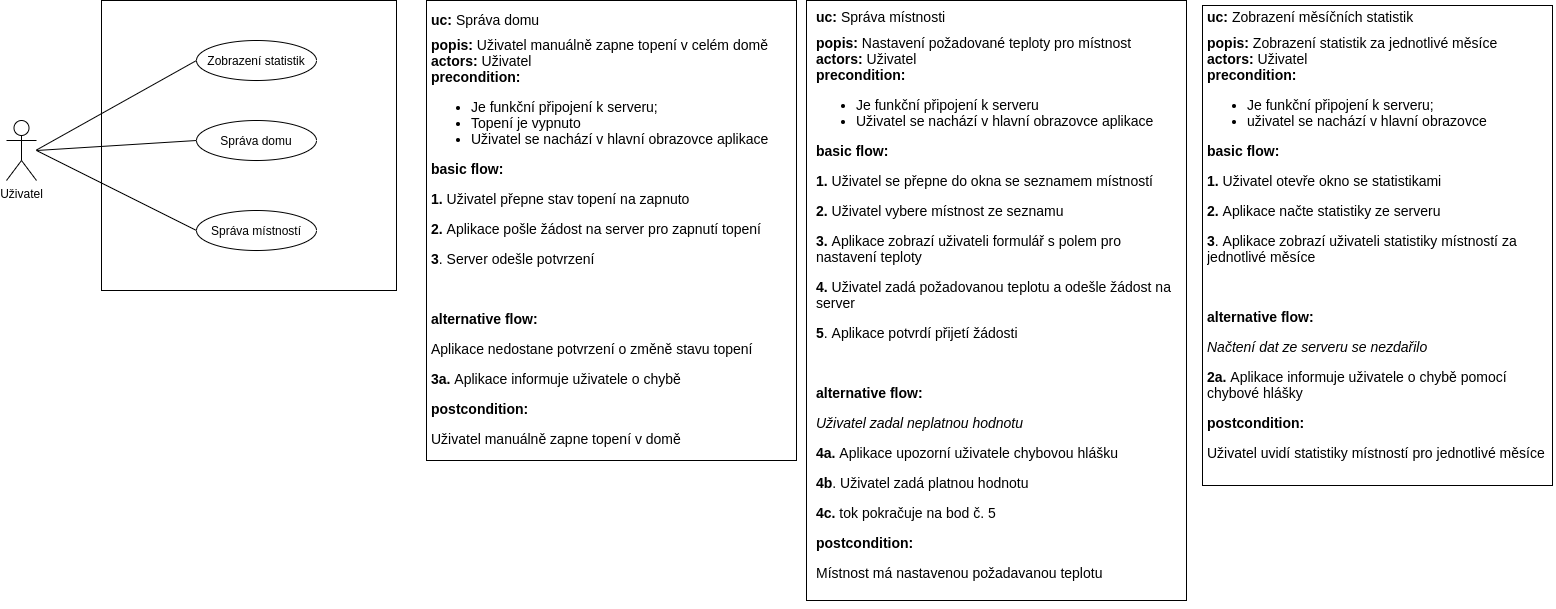 Zobrazení statistik
Správa domu
Uživatel
Správa místností
uc: Správa domu
popis: Uživatel manuálně zapne topení v celém domě
actors: Uživatel
precondition:
• Je funkční připojení k serveru;
• Topení je vypnuto
• Uživatel se nachází v hlavní obrazovce aplikace
basic flow:
1. Uživatel přepne stav topení na zapnuto
2. Aplikace pošle žádost na server pro zapnutí topení
3. Server odešle potvrzení
alternative flow:
Aplikace nedostane potvrzení o změně stavu topení
3a. Aplikace informuje uživatele o chybě
postcondition:
Uživatel manuálně zapne topení v domě
uc: Správa místnosti
popis: Nastavení požadované teploty pro místnost
actors: Uživatel
precondition:
• Je funkční připojení k serveru
• Uživatel se nachází v hlavní obrazovce aplikace
basic flow:
1. Uživatel se přepne do okna se seznamem místností
2. Uživatel vybere místnost ze seznamu
3. Aplikace zobrazí uživateli formulář s polem pro
nastavení teploty
4. Uživatel zadá požadovanou teplotu a odešle žádost na
server
5. Aplikace potvrdí přijetí žádosti
alternative flow:
Uživatel zadal neplatnou hodnotu
4a. Aplikace upozorní uživatele chybovou hlášku
4b. Uživatel zadá platnou hodnotu
4c. tok pokračuje na bod č. 5
postcondition:
Místnost má nastavenou požadavanou teplotu
uc: Zobrazení měsíčních statistik
popis: Zobrazení statistik za jednotlivé měsíce
actors: Uživatel
precondition:
• Je funkční připojení k serveru;
• uživatel se nachází v hlavní obrazovce
basic flow:
1. Uživatel otevře okno se statistikami
2. Aplikace načte statistiky ze serveru
3. Aplikace zobrazí uživateli statistiky místností za
jednotlivé měsíce
alternative flow:
Načtení dat ze serveru se nezdařilo
2a. Aplikace informuje uživatele o chybě pomocí
chybové hlášky
postcondition:
Uživatel uvidí statistiky místností pro jednotlivé měsíce